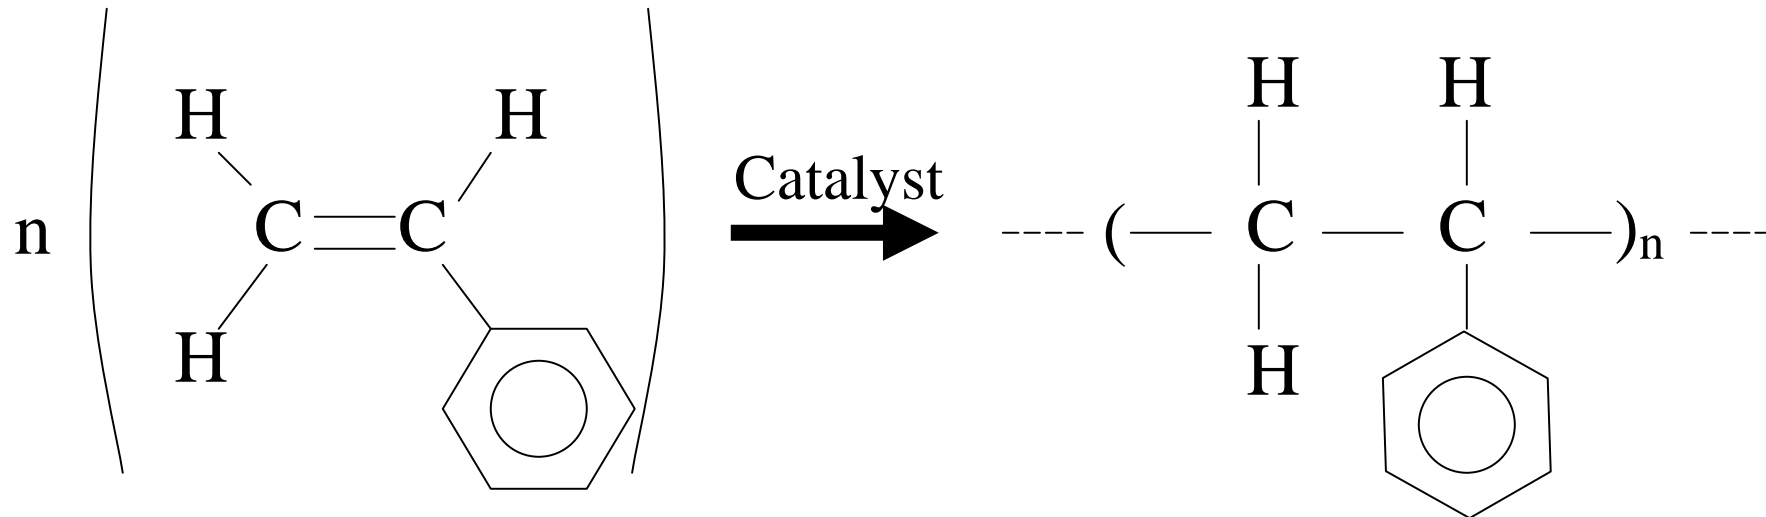 H H H H
Catalyst
n ( C C ) ---- ( C C )n ----
H H